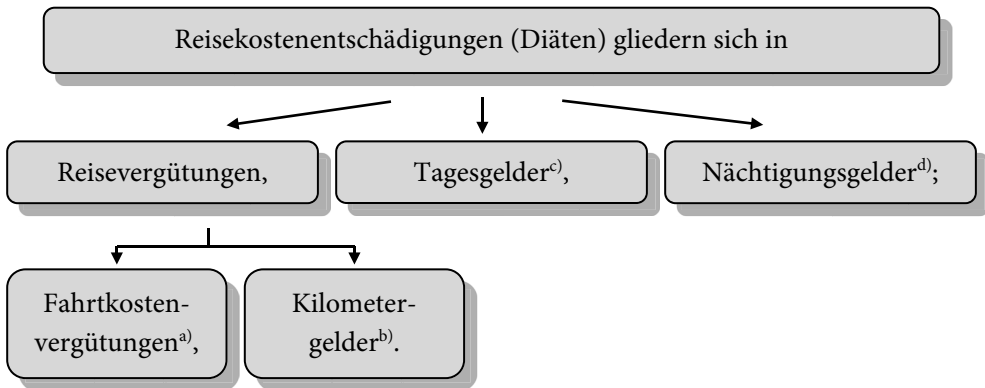 Reisekostenentschädigungen (Diäten) gliedern sich in
Reisevergütungen,
Tagesgelder c),
Nächtigungsgelder d);
Fahrtkosten-
vergütungen a),
Kilometer-
gelder b).